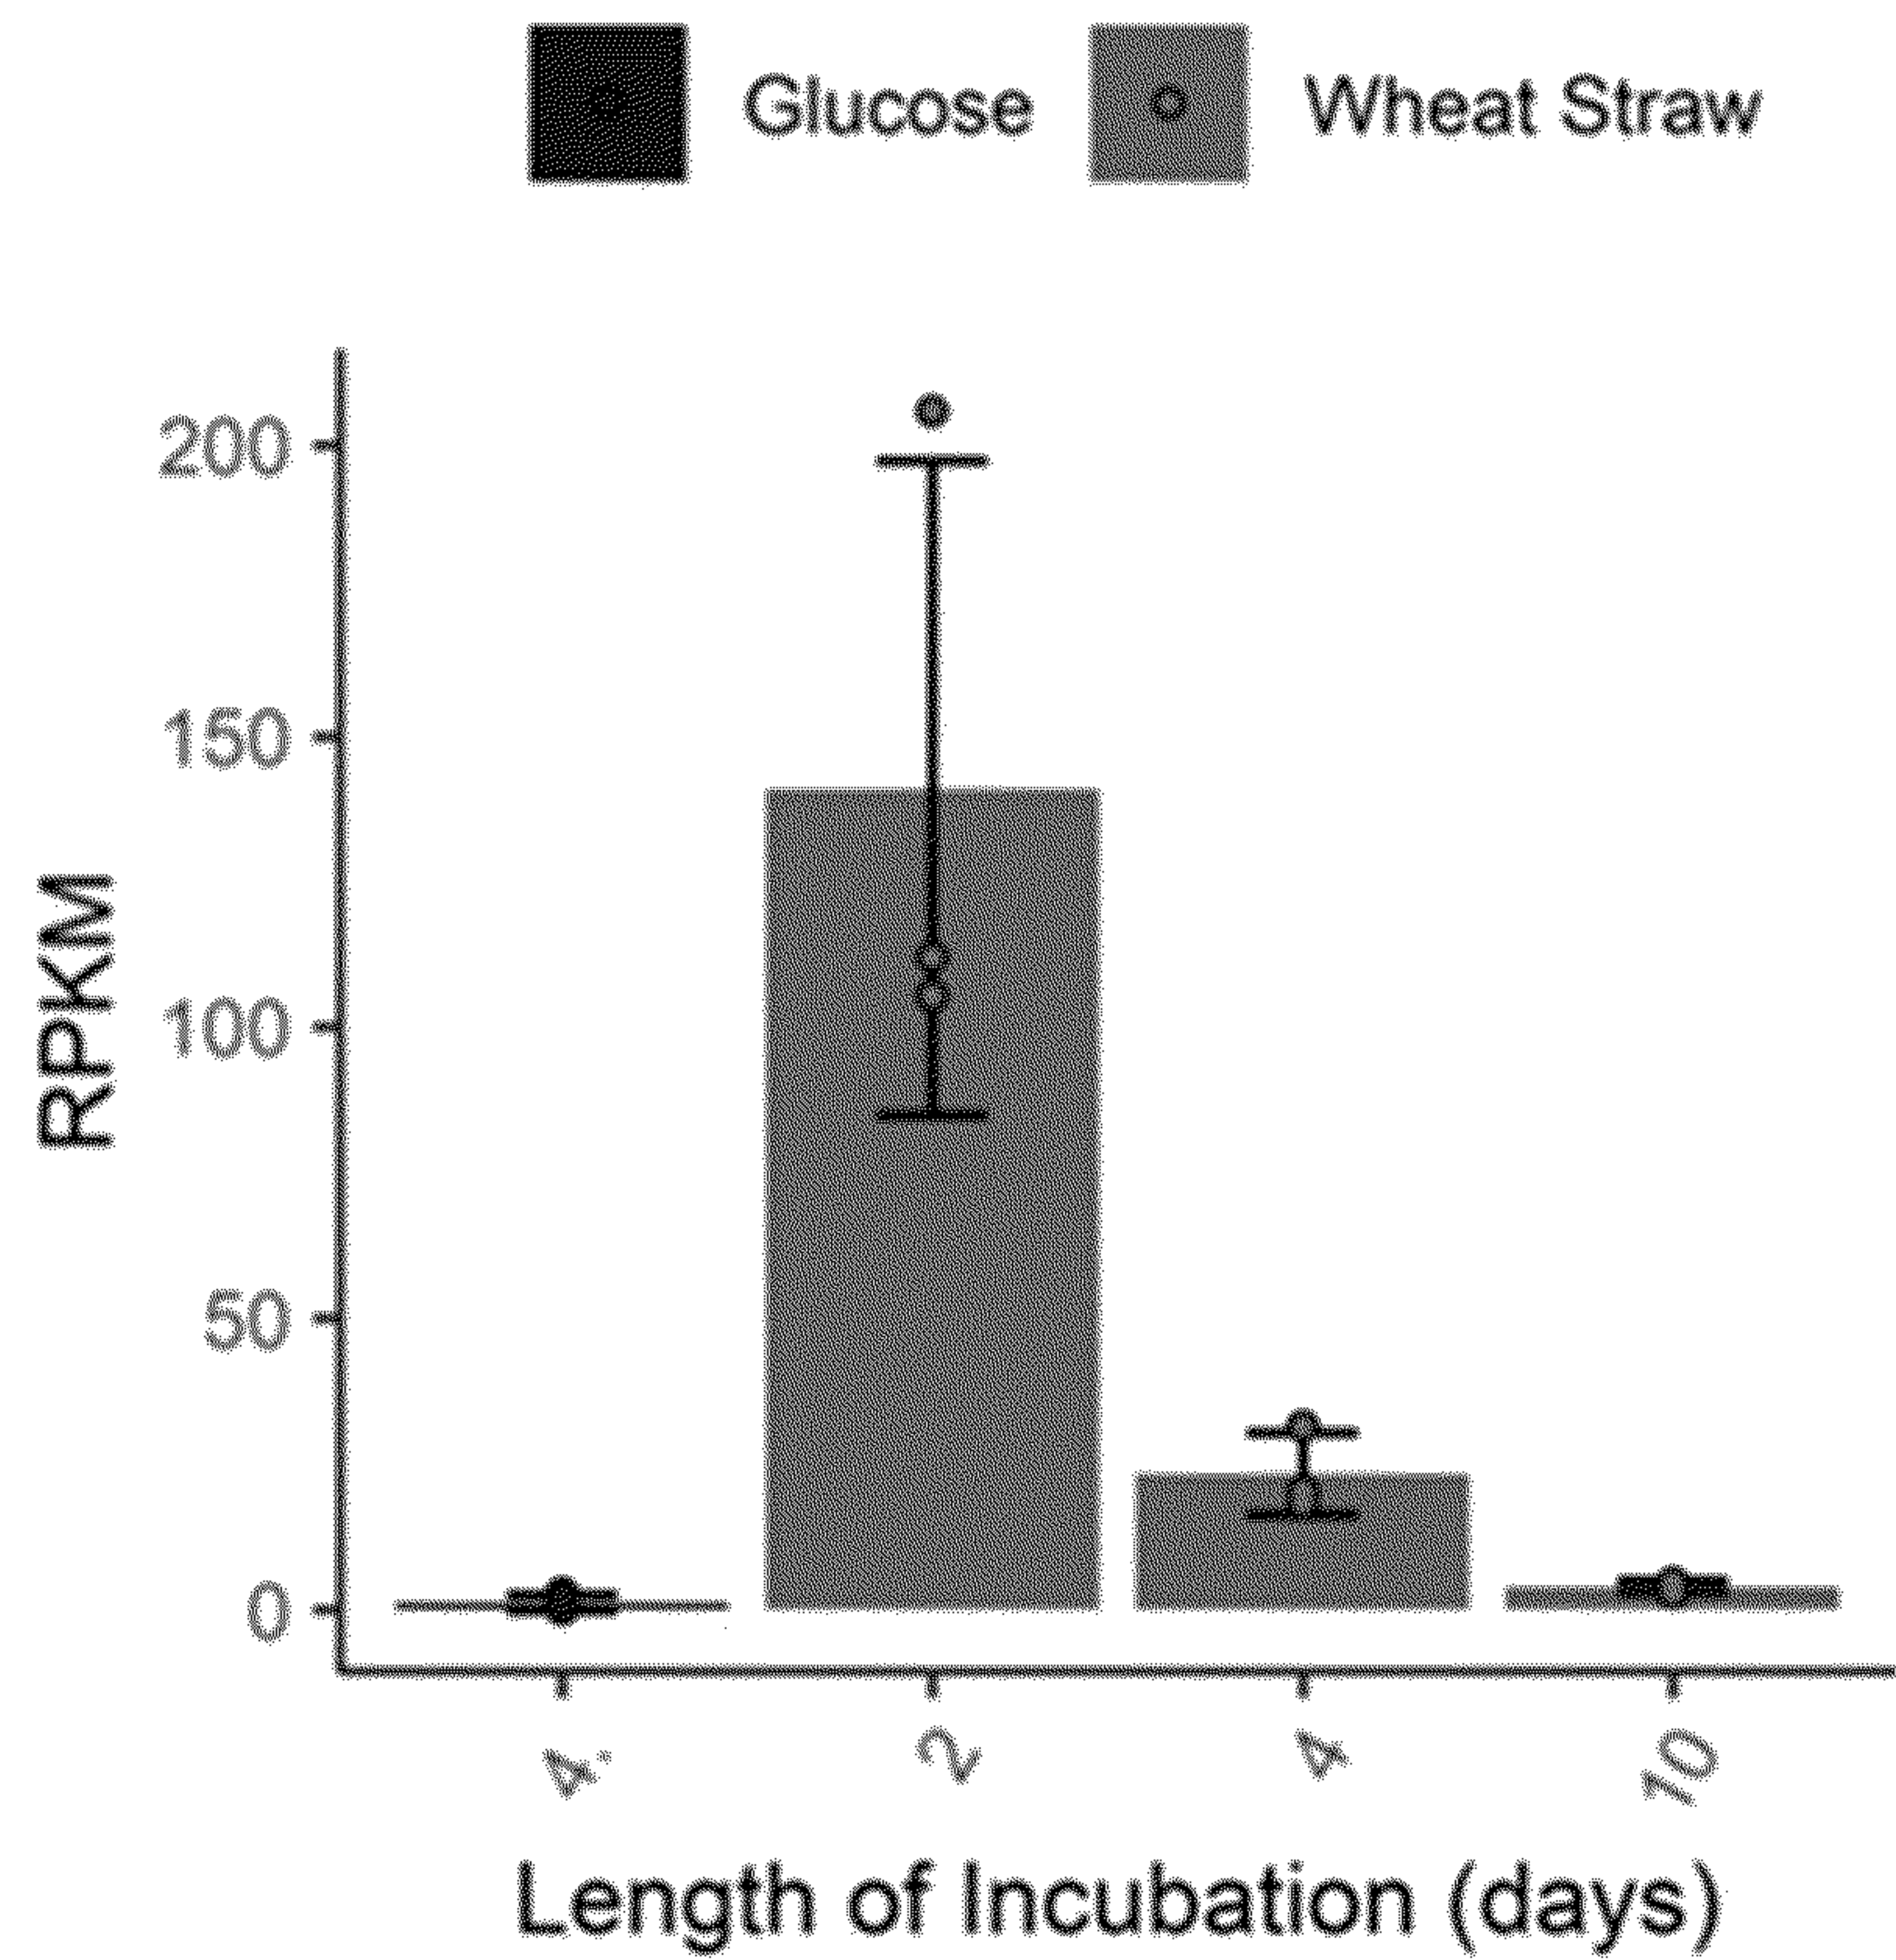 Glucose Wheat Straw
200
150
100
50
0
RPKM
4. 2 4 10
Length of Incubation (days)